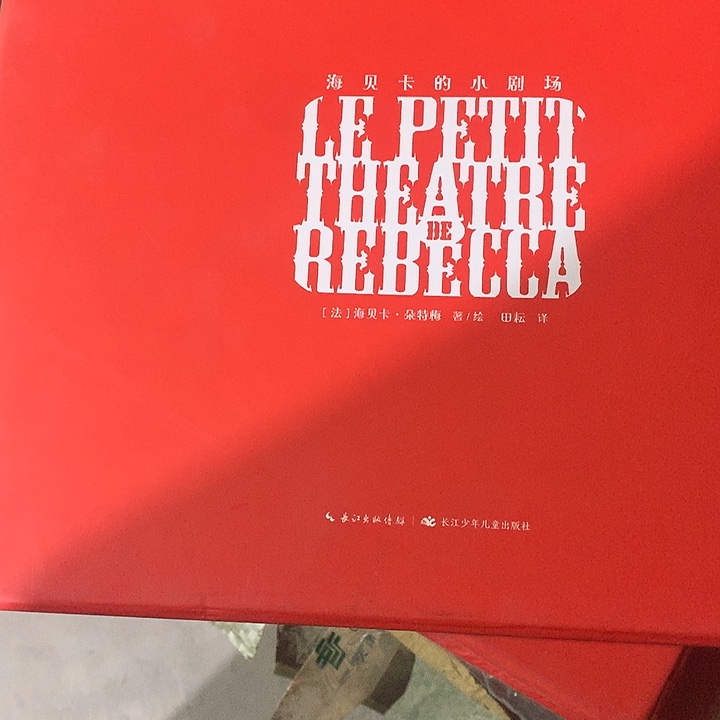 海贝卡的小剧场
LE PETIT
THEATRE
DE
REBECCA
[法]海贝卡·朵特梅 著/绘 田耘 译
长江出版传媒 | 长江少年儿童出版社